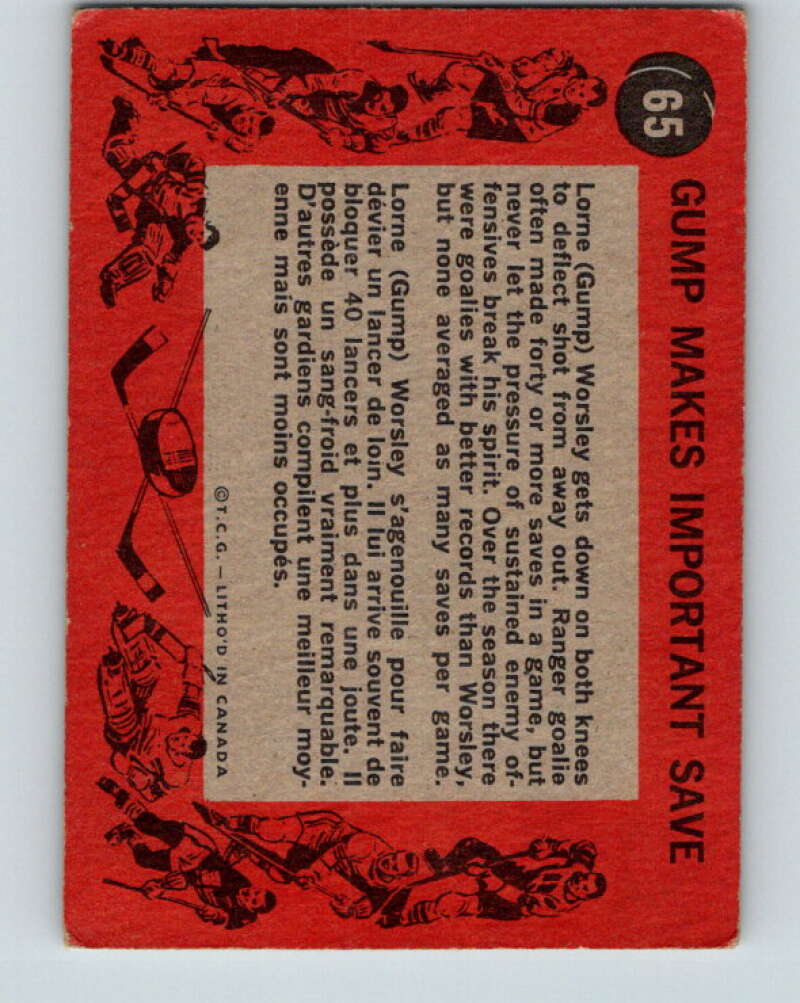 65
GUMP MAKES IMPORTANT SAVE
Lorne (Gump) Worsley gets down on both knees
to deflect shot from away out. Ranger goalie
often made forty or more saves in a game, but
never let the pressure of sustained enemy of-
fensives break his spirit. Over the season there
were goalies with better records than Worsley,
but none averaged as many saves per game.
Lorne (Gump) Worsley s'agenouille pour faire
dévier un lancer de loin. Il lui arrive souvent de
bloquer 40 lancers et plus dans une joute. Il
possède un sang-froid vraiment remarquable.
D'autres gardiens compilent une meilleur moy-
enne mais sont moins occupés.
©T.C.G. – LITHO'D IN CANADA